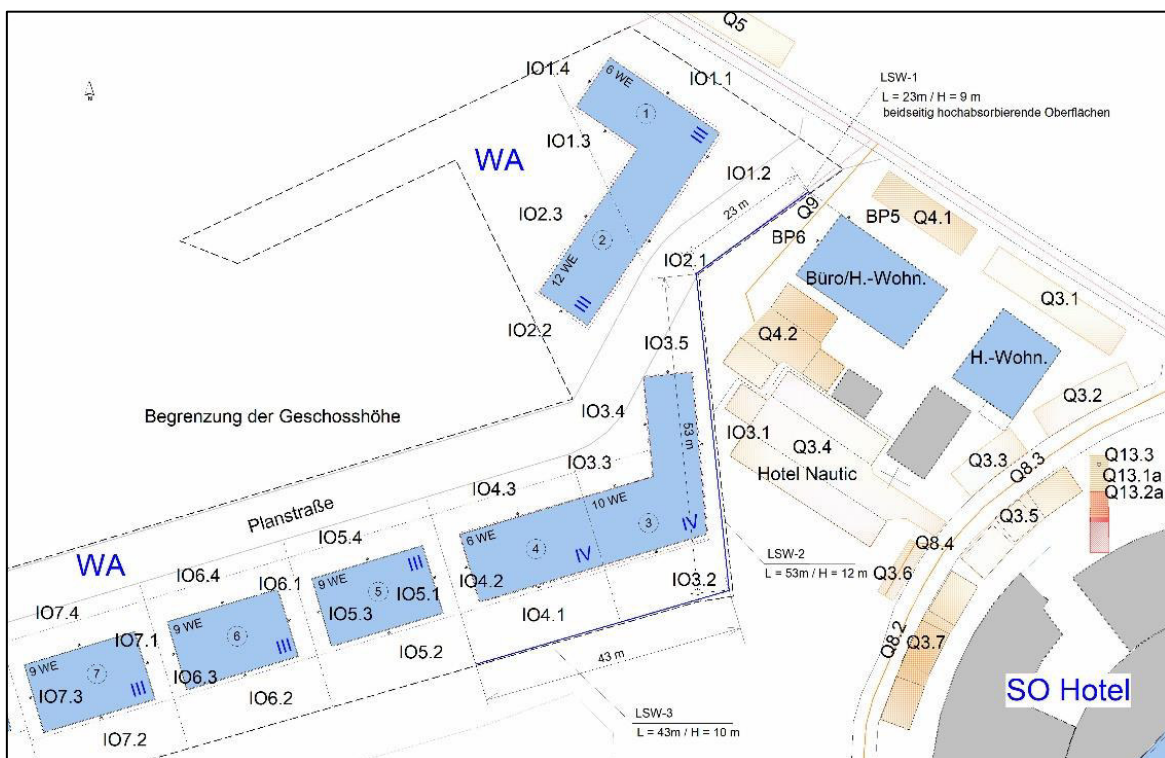 Q5
IO1.4
6 WE
IO1.1
LSW-1
L = 23m / H = 9 m
beidseitig hochabsorbierende Oberflächen
1
III
IO1.3
WA
IO1.2
23 m
Q9
Q4.1
BP5
BP6
IO2.3
2
12 WE
III
IO2.1
Büro/H.-Wohn.
Q3.1
IO2.2
IO3.5
Q4.2
H.-Wohn.
Q3.2
Begrenzung der Geschosshöhe
IO3.4
53 m
IO3.1
Q3.4
Hotel Nautic
Q3.3
Q8.3
Q13.3
Q13.1a
Q13.2a
IO3.3
IO4.3
10 WE
Planstraße
6 WE
3
IV
Q3.5
Q8.4
IO5.4
4
IV
WA
IO6.4
IO6.1
9 WE
III
5
IO5.3
IO5.1
IO4.2
IO3.2
LSW-2
L = 53m / H = 12 m
Q3.6
IO4.1
IO7.4
IO7.1
9 WE
6
III
IO5.2
Q8.2
Q3.7
43 m
9 WE
7
III
IO7.3
IO6.3
IO6.2
SO Hotel
IO7.2
LSW-3
L = 43m / H = 10 m